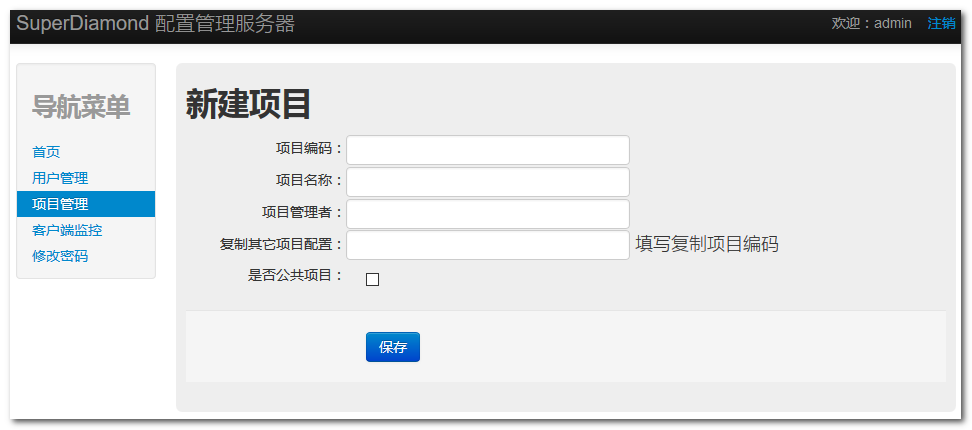 SuperDiamond 配置管理服务器 欢迎：admin 注销
导航菜单
首页
用户管理
项目管理
客户端监控
修改密码
新建项目
项目编码：
项目名称：
项目管理者：
复制其它项目配置： 填写复制项目编码
是否公共项目：
保存